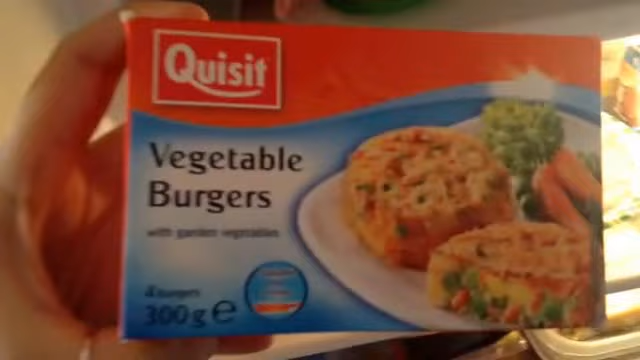 Quisit
Vegetable
Burgers
with garden vegetables
4 burgers
300g e